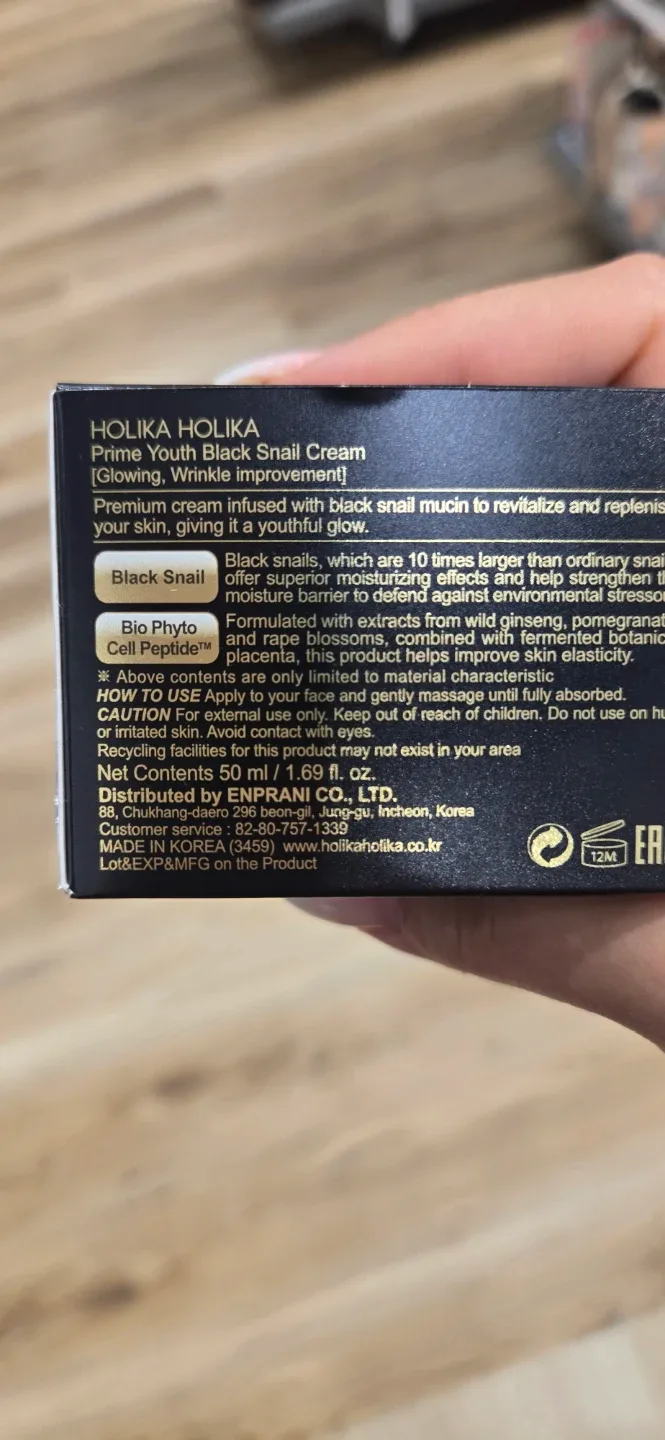 HOLIKA HOLIKA
Prime Youth Black Snail Cream
[Glowing, Wrinkle improvement]
Premium cream infused with black snail mucin to revitalize and replenis
your skin, giving it a youthful glow.
Black Snail
Black snails, which are 10 times larger than ordinary snai
offer superior moisturizing effects and help strengthen t
moisture barrier to defend against environmental stresso
Bio Phyto
Cell Peptide™
Formulated with extracts from wild ginseng, pomegranat
and rape blossoms, combined with fermented botanic
placenta, this product helps improve skin elasticity.
※ Above contents are only limited to material characteristic
HOW TO USE Apply to your face and gently massage until fully absorbed.
CAUTION For external use only. Keep out of reach of children. Do not use on hu
or irritated skin. Avoid contact with eyes.
Recycling facilities for this product may not exist in your area
Net Contents 50 ml / 1.69 fl. oz.
Distributed by ENPRANI CO., LTD.
88, Chukhang-daero 296 beon-gil, Jung-gu, Incheon, Korea
Customer service : 82-80-757-1339
MADE IN KOREA (3459) www.holikaholika.co.kr
Lot&EXP&MFG on the Product
12M